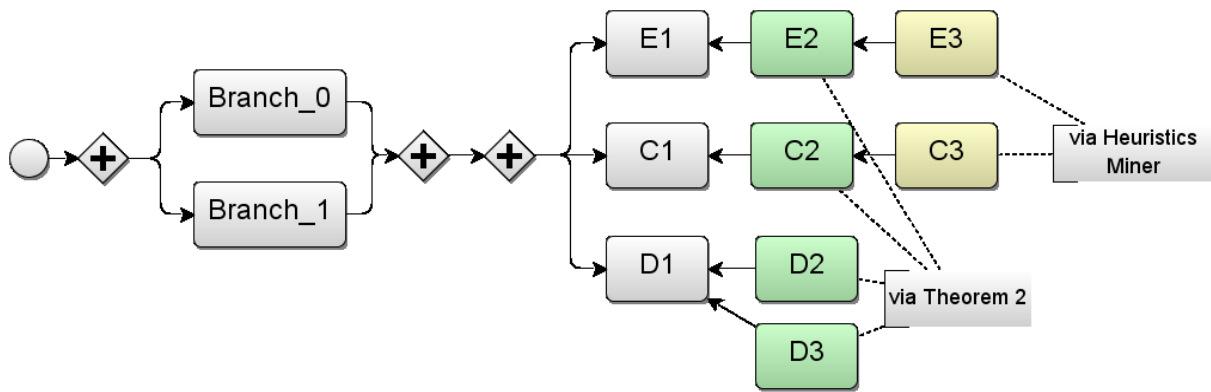 E1
E2
E3
Branch_0
C1
C2
C3
via Heuristics
Miner
Branch_1
D1
D2
via Theorem 2
D3